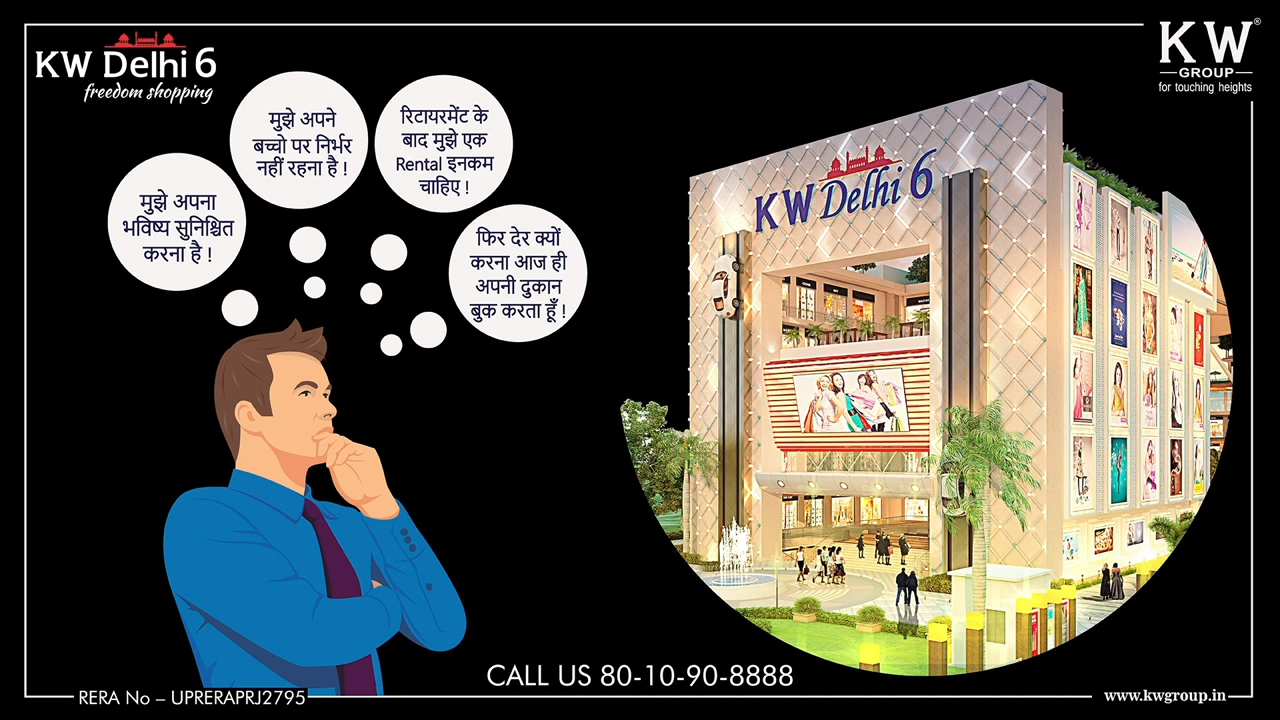 KW Delhi 6
freedom shopping
KW®
GROUP
for touching heights
मुझे अपना
भविष्य सुनिश्चित
करना है !
मुझे अपने
बच्चो पर निर्भर
नहीं रहना है !
रिटायरमेंट के
बाद मुझे एक
Rental इनकम
चाहिए !
फिर देर क्यों
करना आज ही
अपनी दुकान
बुक करता हूँ !
KW Delhi 6
CALL US 80-10-90-8888
RERA No – UPRERAPRJ2795
www.kwgroup.in